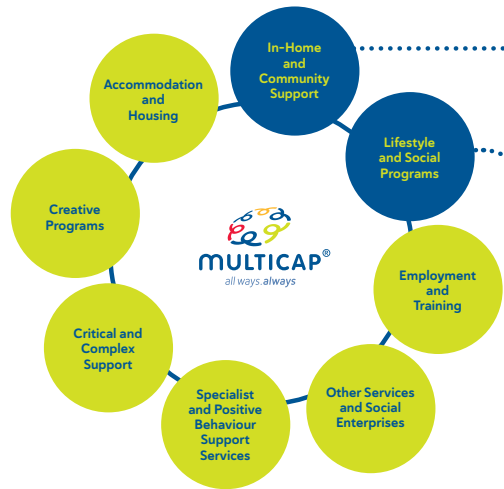 In-Home
and
Community
Support
Lifestyle
and Social
Programs
Employment
and
Training
Other Services
and Social
Enterprises
Specialist
and Positive
Behaviour
Support
Services
Critical and
Complex
Support
Creative
Programs
Accommodation
and
Housing
MULTICAP®
all ways.always